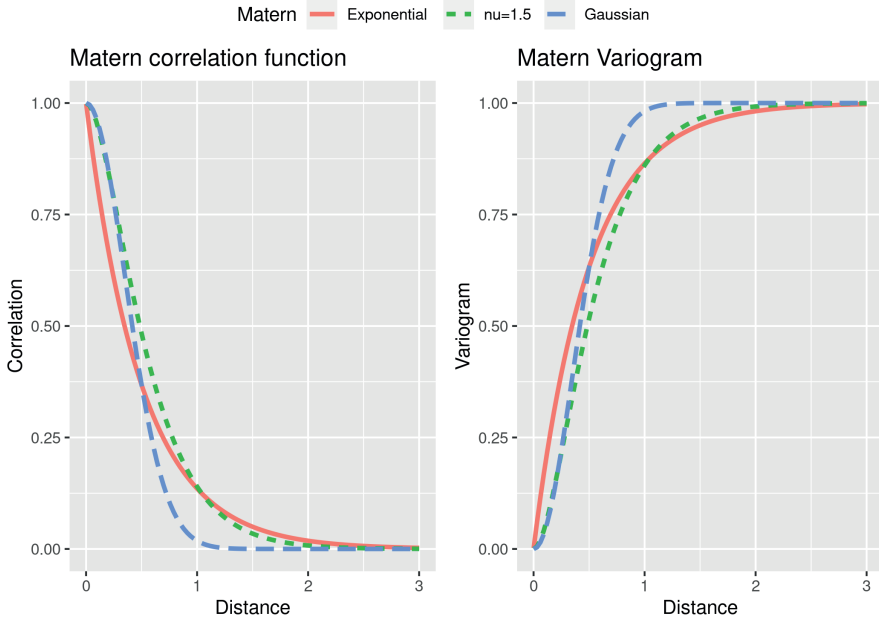 Matern Exponential nu=1.5 Gaussian
Matern correlation function
1.00
0.75
0.50
0.25
0.00
Correlation
0 1 2 3
Distance
Matern Variogram
1.00
0.75
0.50
0.25
0.00
Variogram
0 1 2 3
Distance